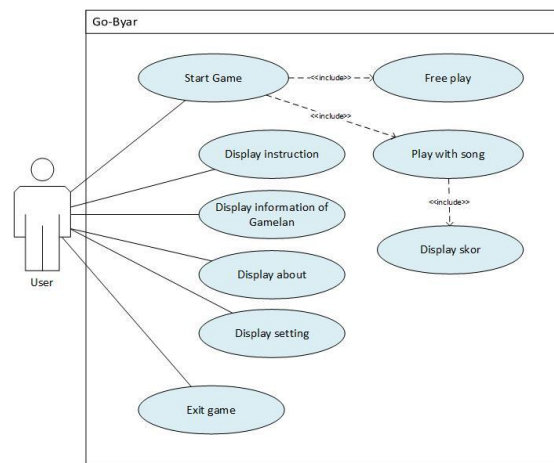 Go-Byar
Start Game
<<include>>
Free play
<<include>>
Display instruction
Play with song
<<include>>
Display information of
Gamelan
Display skor
Display about
User
Display setting
Exit game